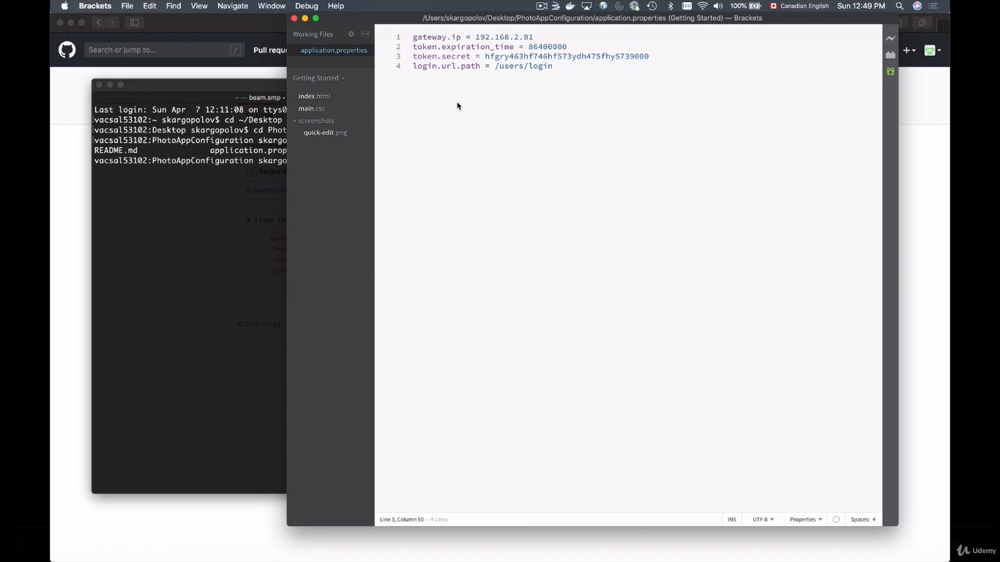 Brackets File Edit Find View Navigate Window Debug Help
100% Canadian English Sun 12:49 PM
/Users/skargopolov/Desktop/PhotoAppConfiguration/application.properties (Getting Started) — Brackets
Search or jump to... /
Pull reque
Working Files
application.properties
Getting Started
index.html
main.css
screenshots
quick-edit.png
1 gateway.ip = 192.168.2.81
2 token.expiration_time = 86400000
3 token.secret = hfgry463hf746hf573ydh475fhy5739000
4 login.url.path = /users/login
~ — beam.smp
Last login: Sun Apr 7 12:11:08 on ttys0
vacsal53102:~ skargopolov$ cd ~/Desktop
vacsal53102:Desktop skargopolov$ cd Phot
vacsal53102:PhotoAppConfiguration skargo
README.md application.prop
vacsal53102:PhotoAppConfiguration skargo
Sergey K
0 contributo
4 lines (4
1 gate
2 toke
3 toke
4 logi
© 2019 GitHub,
Line 3, Column 50 — 4 Lines
INS UTF-8 Properties Spaces: 4
Udemy